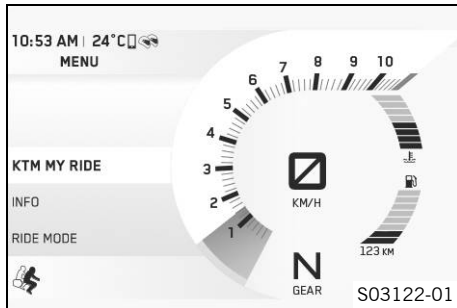 10:53 AM | 24°C
MENU
KTM MY RIDE
INFO
RIDE MODE
1
2
3
4
5
6
7
8
9
10
0
KM/H
N
GEAR
123 KM
S03122-01